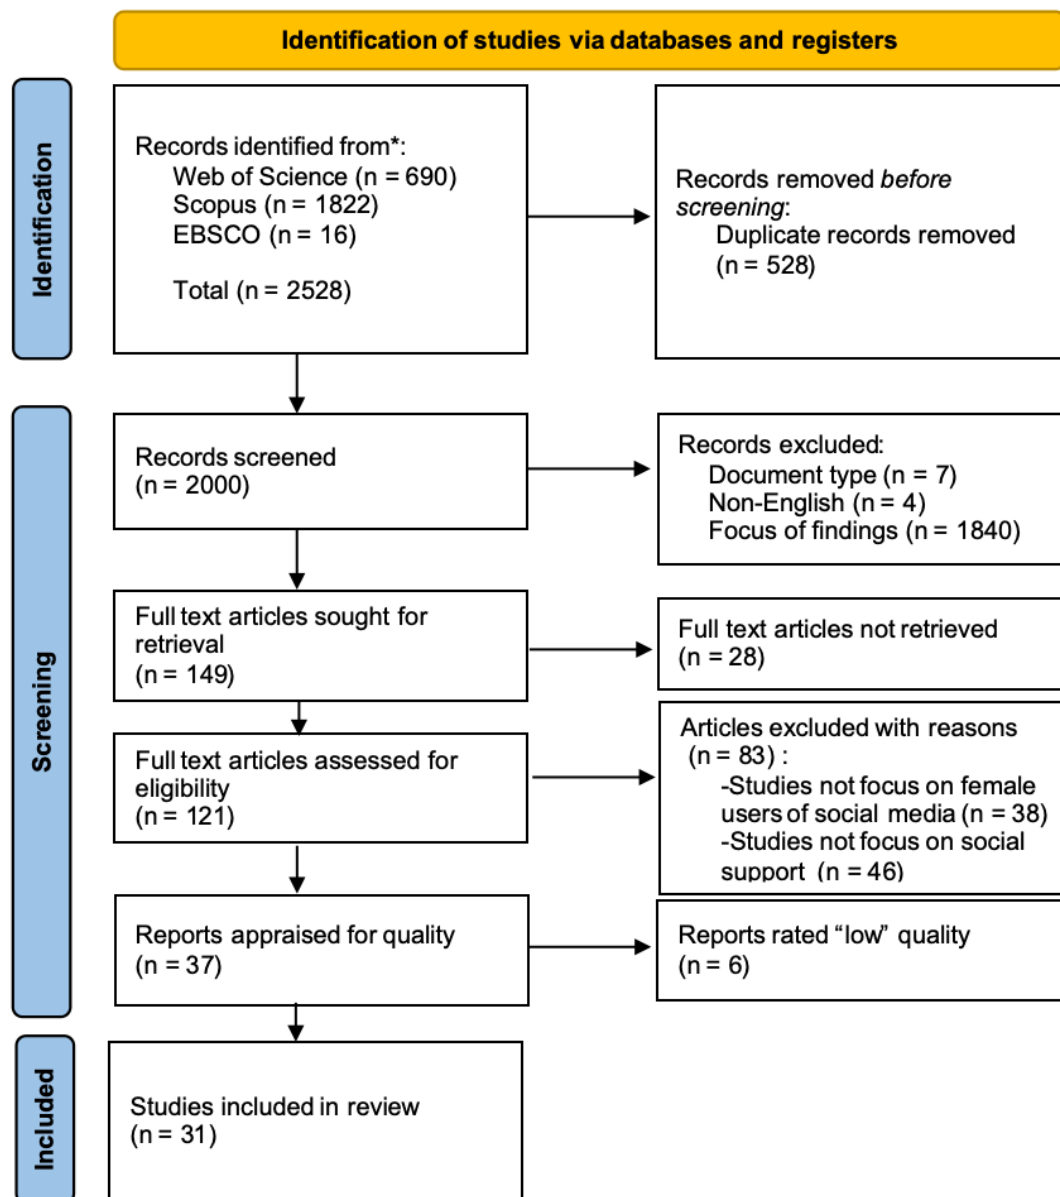 Identification of studies via databases and registers
Identification
Records identified from*:
Web of Science (n = 690)
Scopus (n = 1822)
EBSCO (n = 16)
Total (n = 2528)
Records removed before
screening:
Duplicate records removed
(n = 528)
Screening
Records screened
(n = 2000)
Records excluded:
Document type (n = 7)
Non-English (n = 4)
Focus of findings (n = 1840)
Full text articles sought for
retrieval
(n = 149)
Full text articles not retrieved
(n = 28)
Full text articles assessed for
eligibility
(n = 121)
Articles excluded with reasons
(n = 83) :
-Studies not focus on female
users of social media (n = 38)
-Studies not focus on social
support (n = 46)
Reports appraised for quality
(n = 37)
Reports rated “low” quality
(n = 6)
Included
Studies included in review
(n = 31)